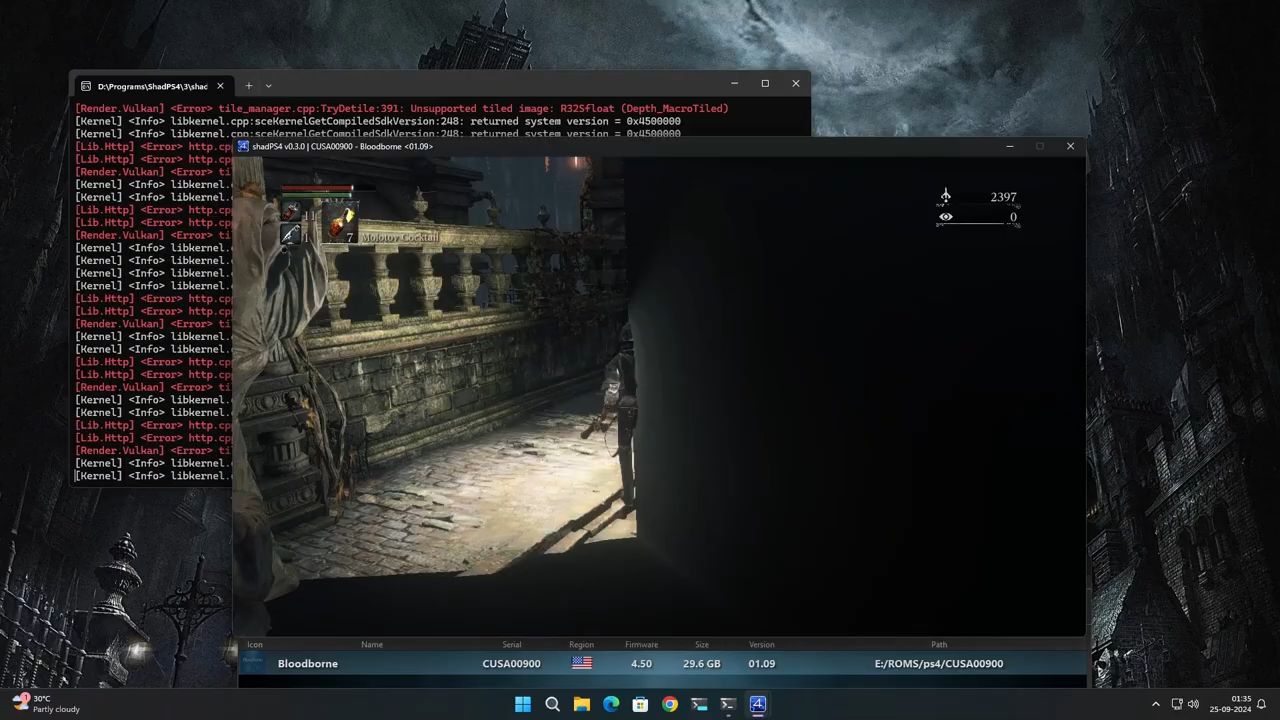 D:\Programs\ShadPS4\3\shad
[Render.Vulkan] <Error> tile_manager.cpp:TryDetile:391: Unsupported tiled image: R32Sfloat (Depth_MacroTiled)
[Kernel] <Info> libkernel.cpp:sceKernelGetCompiledSdkVersion:248: returned system version = 0x4500000
[Kernel] <Info> libkernel.cpp:sceKernelGetCompiledSdkVersion:248: returned system version = 0x4500000
[Lib.Http] <Error> http.cp
[Lib.Http] <Error> http.cp
[Render.Vulkan] <Error> ti
[Kernel] <Info> libkernel.
[Kernel] <Info> libkernel.
[Lib.Http] <Error> http.cp
[Lib.Http] <Error> http.cp
[Render.Vulkan] <Error> ti
[Kernel] <Info> libkernel.
[Kernel] <Info> libkernel.
[Kernel] <Info> libkernel.
[Kernel] <Info> libkernel.
[Lib.Http] <Error> http.cp
[Lib.Http] <Error> http.cp
[Render.Vulkan] <Error> ti
[Kernel] <Info> libkernel.
[Kernel] <Info> libkernel.
[Lib.Http] <Error> http.cp
[Lib.Http] <Error> http.cp
[Render.Vulkan] <Error> ti
[Kernel] <Info> libkernel.
[Kernel] <Info> libkernel.
[Lib.Http] <Error> http.cp
[Lib.Http] <Error> http.cp
[Render.Vulkan] <Error> ti
[Kernel] <Info> libkernel.
[Kernel] <Info> libkernel.
shadPS4 v0.3.0 | CUSA00900 - Bloodborne <01.09>
11
1
7
Molotov Cocktail
2397
0
Icon Name Serial Region Firmware Size Version Path
Bloodborne CUSA00900 4.50 29.6 GB 01.09 E:/ROMS/ps4/CUSA00900
1
30°C
Partly cloudy
01:35
25-09-2024